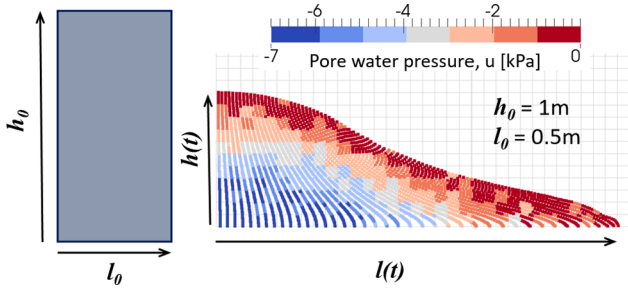 -6 -4 -2
-7 0
Pore water pressure, u [kPa]
h₀
l₀
h(t)
l(t)
h₀ = 1m
l₀ = 0.5m